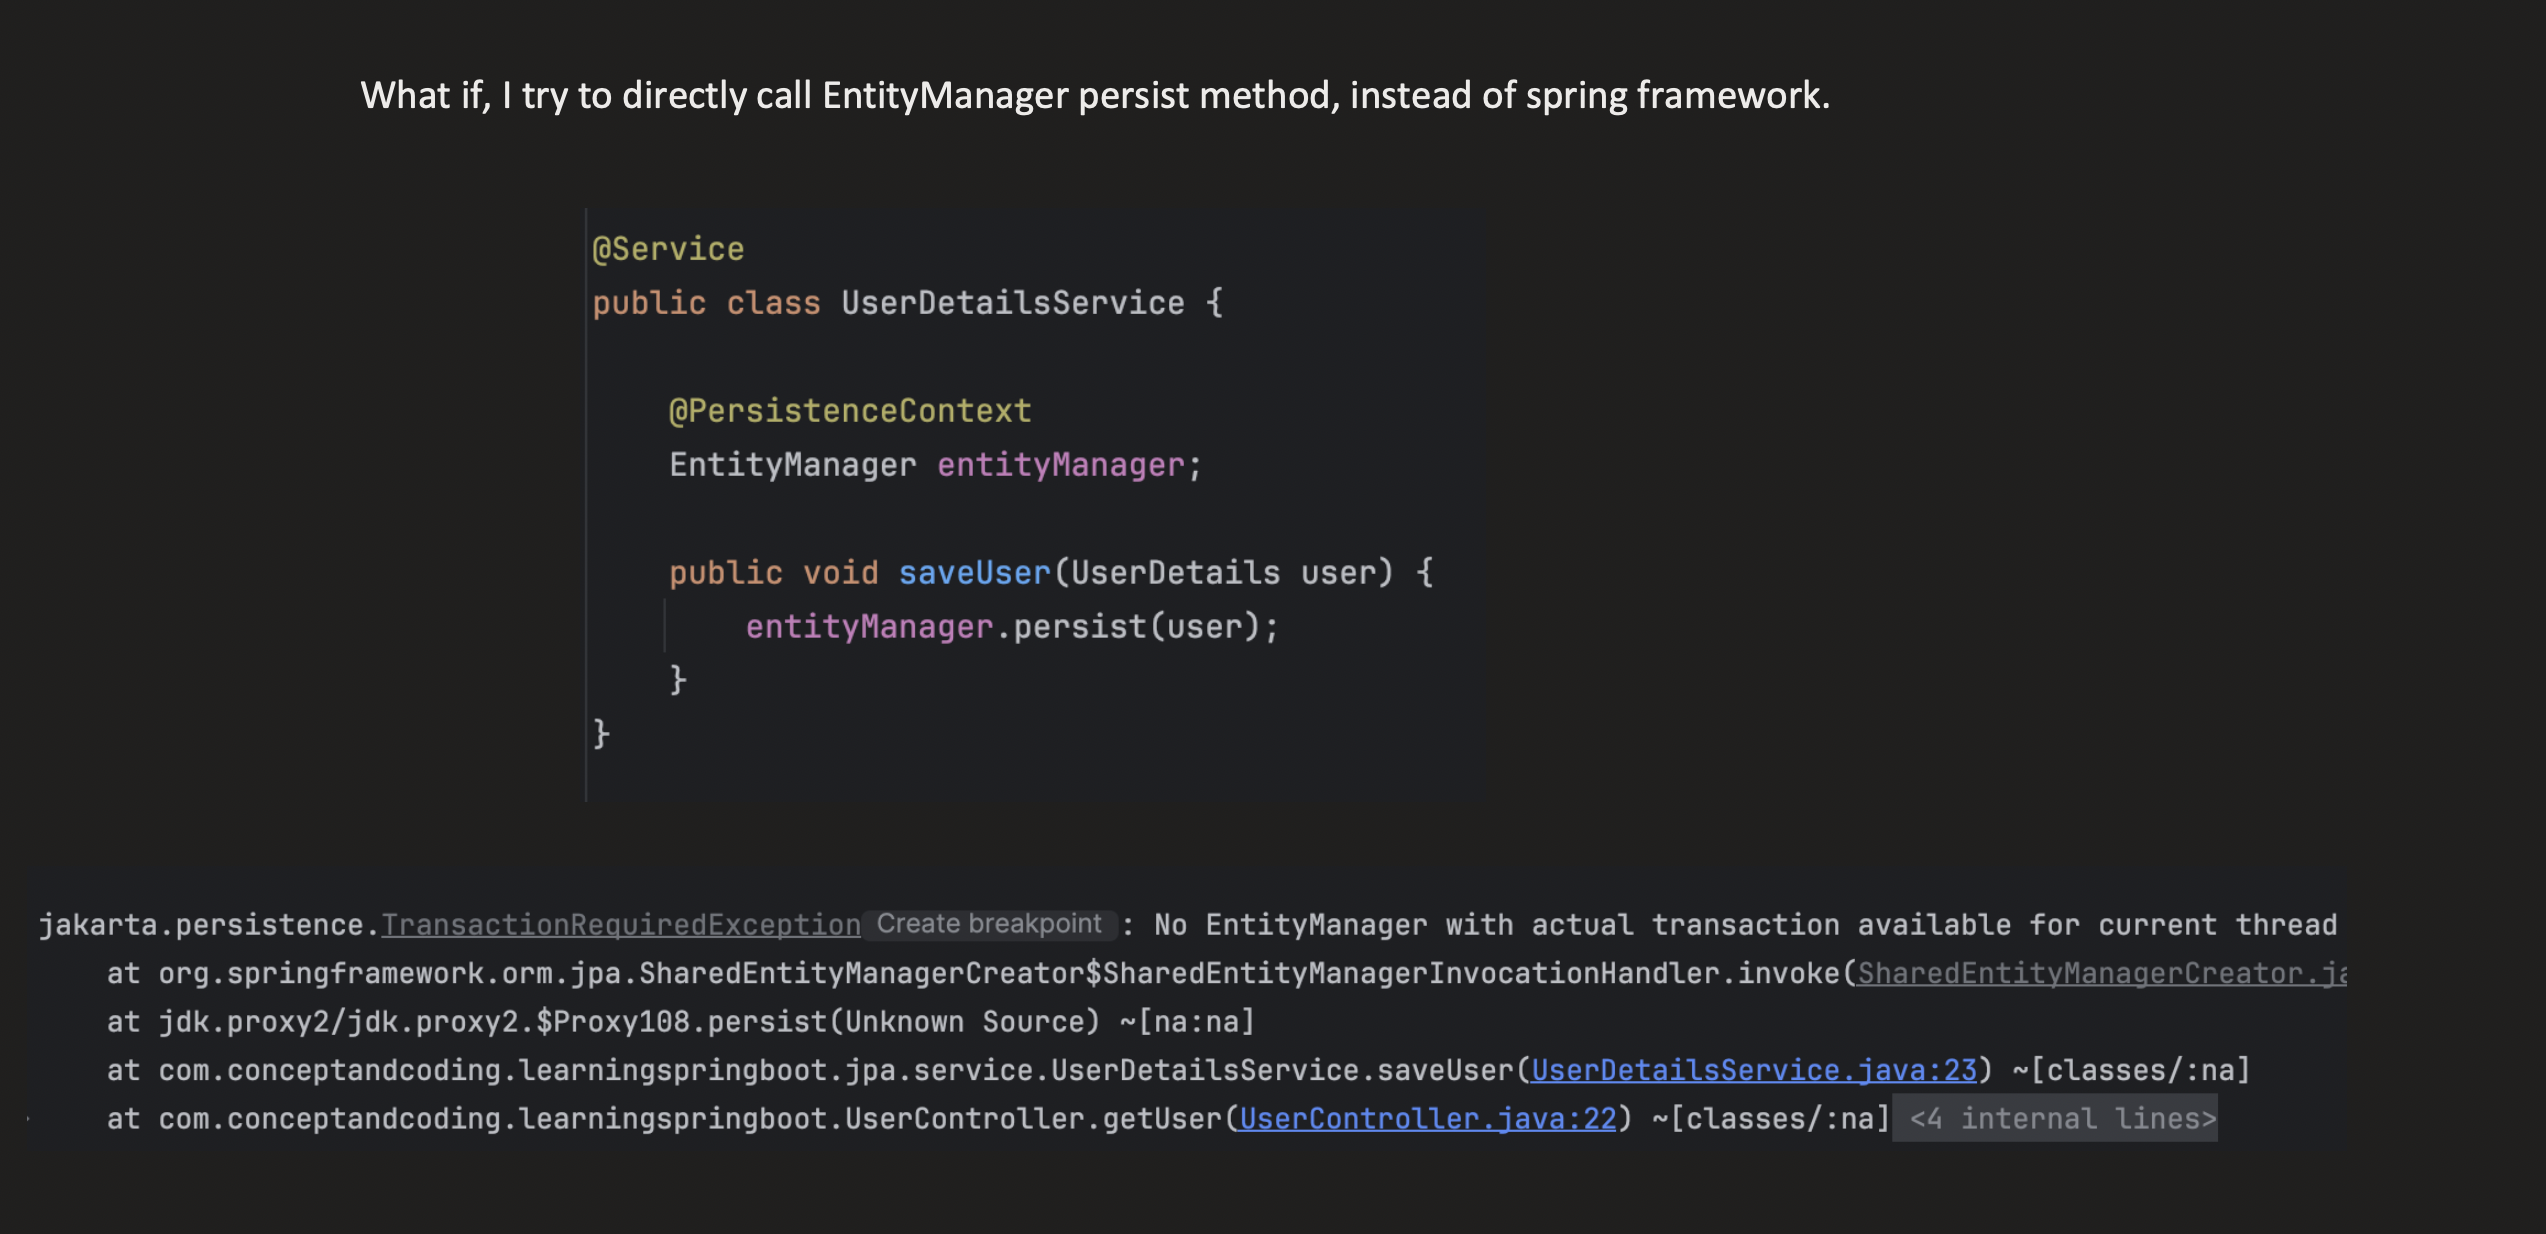 What if, I try to directly call EntityManager persist method, instead of spring framework.
@Service
public class UserDetailsService {
@PersistenceContext
EntityManager entityManager;
public void saveUser(UserDetails user) {
entityManager.persist(user);
}
}
jakarta.persistence.TransactionRequiredException Create breakpoint : No EntityManager with actual transaction available for current thread
at org.springframework.orm.jpa.SharedEntityManagerCreator$SharedEntityManagerInvocationHandler.invoke(SharedEntityManagerCreator.ja
at jdk.proxy2/jdk.proxy2.$Proxy108.persist(Unknown Source) ~[na:na]
at com.conceptandcoding.learningspringboot.jpa.service.UserDetailsService.saveUser(UserDetailsService.java:23) ~[classes/:na]
at com.conceptandcoding.learningspringboot.UserController.getUser(UserController.java:22) ~[classes/:na] <4 internal lines>